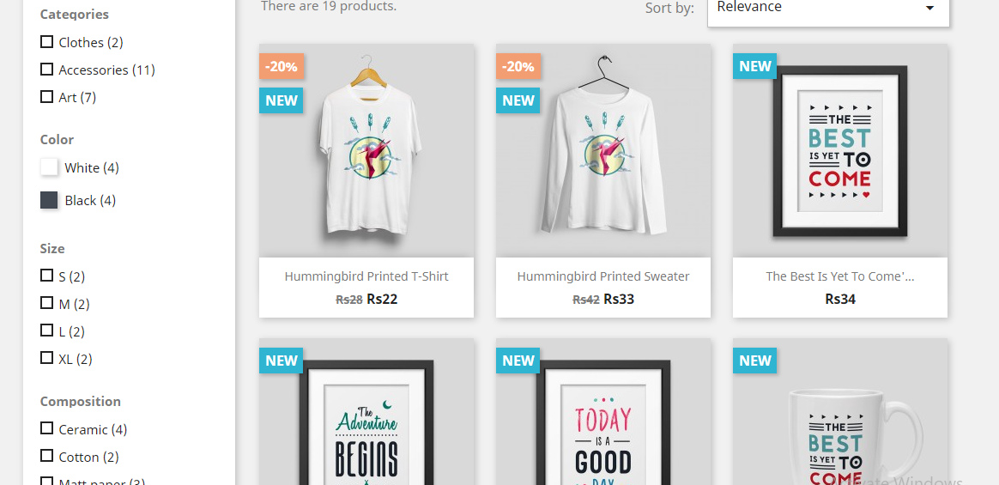 Categories
Clothes (2)
Accessories (11)
Art (7)
Color
White (4)
Black (4)
Size
S (2)
M (2)
L (2)
XL (2)
Composition
Ceramic (4)
Cotton (2)
Matt paper (3)
There are 19 products.
Sort by:
Relevance
-20%
NEW
Hummingbird Printed T-Shirt
Rs28 Rs22
-20%
NEW
Hummingbird Printed Sweater
Rs42 Rs33
NEW
THE
BEST
IS YET TO
COME
The Best Is Yet To Come'...
Rs34
NEW
The
Adventure
BEGINS
NEW
TODAY
IS A
GOOD
DAY
NEW
THE
BEST
IS YET TO
COME
Activate Windows